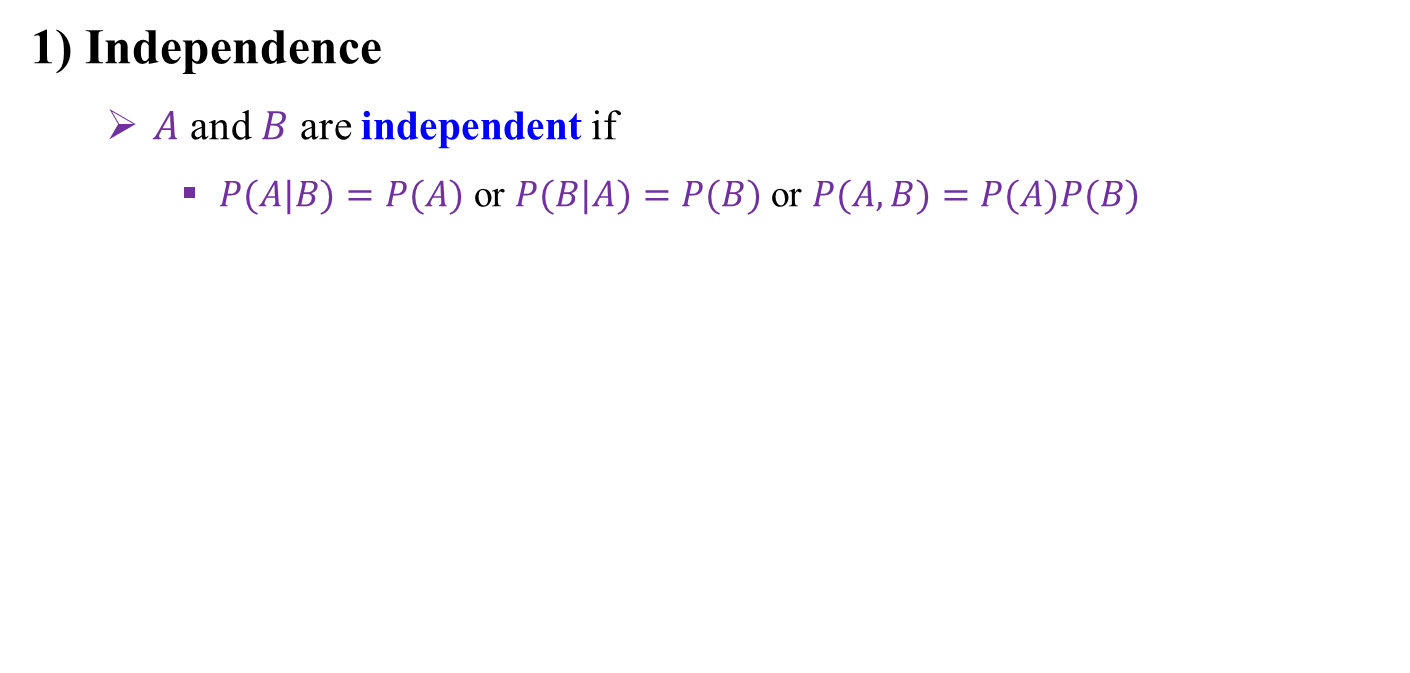 1) Independence
➢ A and B are independent if
▪ P(A|B) = P(A) or P(B|A) = P(B) or P(A, B) = P(A)P(B)